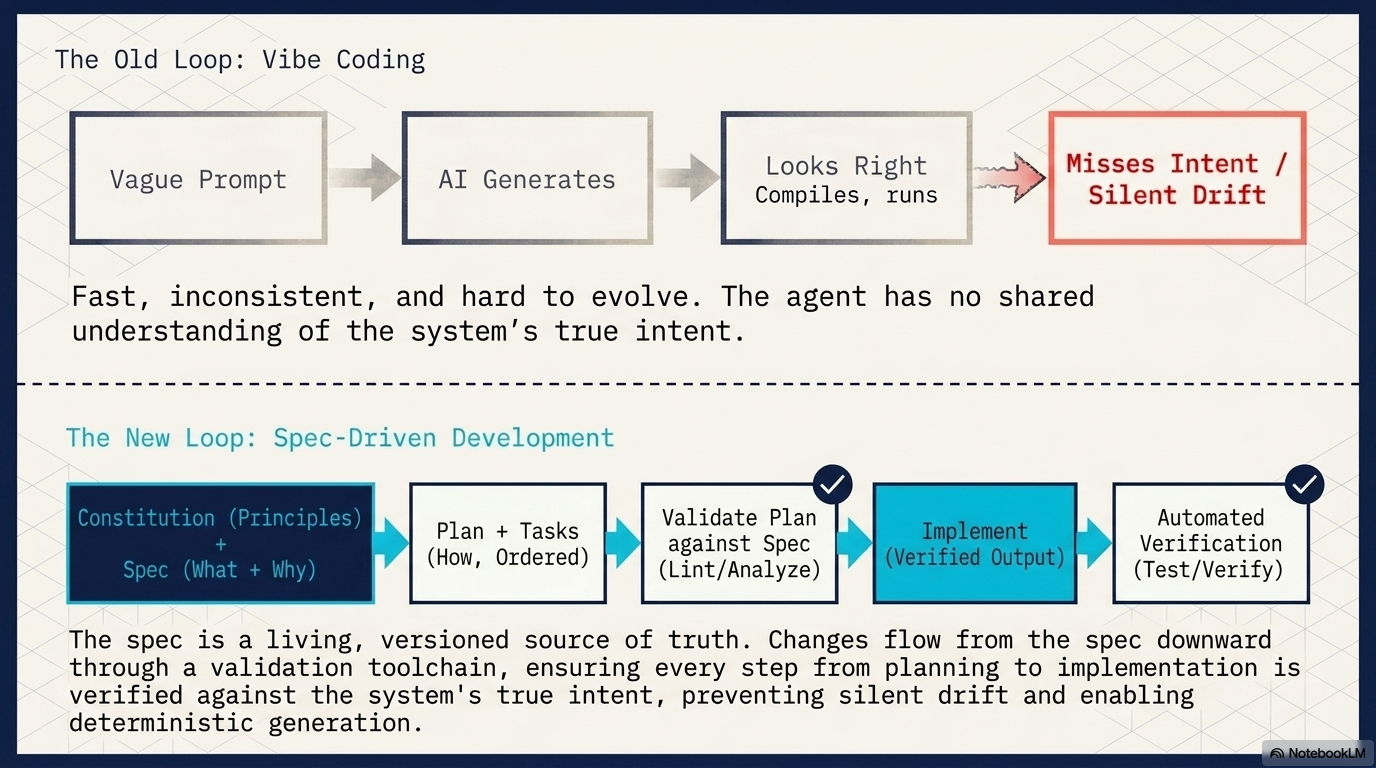 The Old Loop: Vibe Coding
Vague Prompt
AI Generates
Looks Right
Compiles, runs
Misses Intent /
Silent Drift
Fast, inconsistent, and hard to evolve. The agent has no shared
understanding of the system’s true intent.
The New Loop: Spec-Driven Development
Constitution (Principles)
+
Spec (What + Why)
Plan + Tasks
(How, Ordered)
Validate Plan
against Spec
(Lint/Analyze)
Implement
(Verified Output)
Automated
Verification
(Test/Verify)
The spec is a living, versioned source of truth. Changes flow from the spec downward
through a validation toolchain, ensuring every step from planning to implementation is
verified against the system's true intent, preventing silent drift and enabling
deterministic generation.
NotebookLM